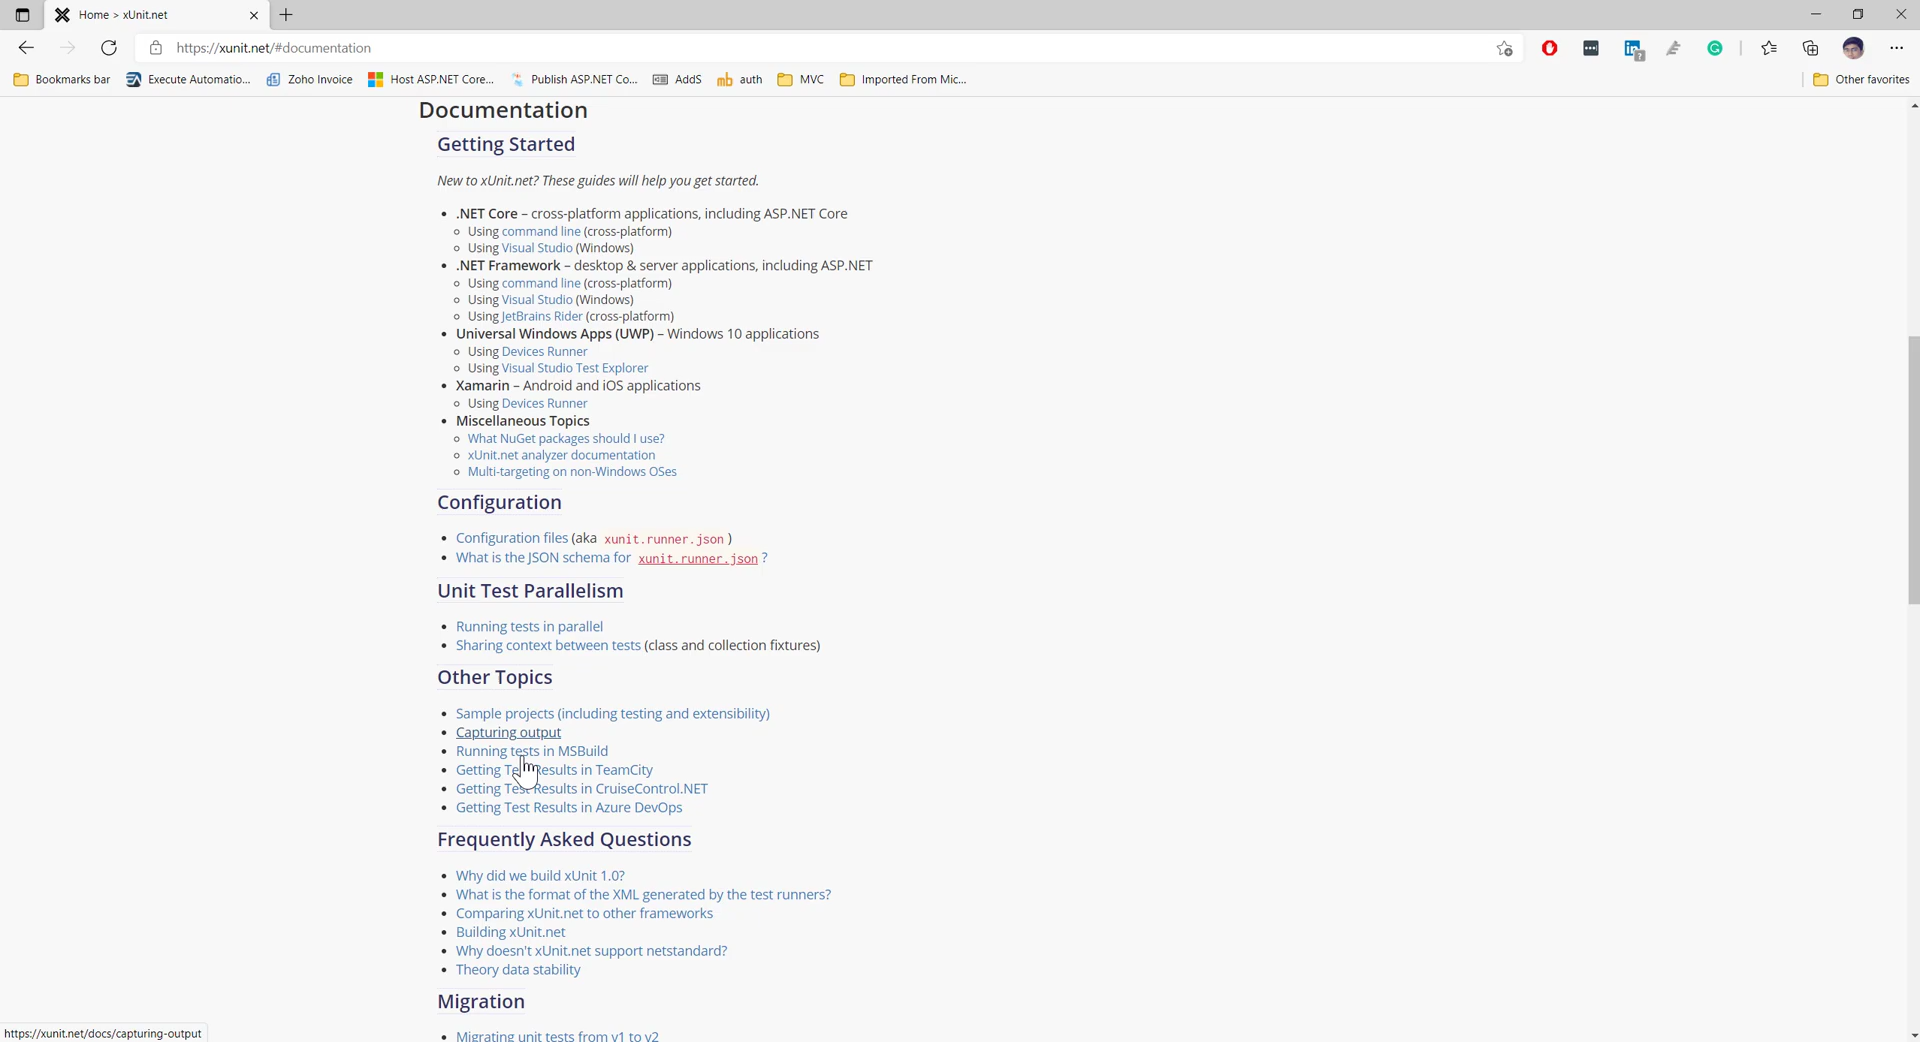 Home > xUnit.net
https://xunit.net/#documentation
Bookmarks bar Execute Automatio... Zoho Invoice Host ASP.NET Core... Publish ASP.NET Co... AddS auth MVC Imported From Mic... Other favorites
Documentation
Getting Started
New to xUnit.net? These guides will help you get started.
.NET Core – cross-platform applications, including ASP.NET Core
Using command line (cross-platform)
Using Visual Studio (Windows)
.NET Framework – desktop & server applications, including ASP.NET
Using command line (cross-platform)
Using Visual Studio (Windows)
Using JetBrains Rider (cross-platform)
Universal Windows Apps (UWP) – Windows 10 applications
Using Devices Runner
Using Visual Studio Test Explorer
Xamarin – Android and iOS applications
Using Devices Runner
Miscellaneous Topics
What NuGet packages should I use?
xUnit.net analyzer documentation
Multi-targeting on non-Windows OSes
Configuration
Configuration files (aka xunit.runner.json )
What is the JSON schema for xunit.runner.json ?
Unit Test Parallelism
Running tests in parallel
Sharing context between tests (class and collection fixtures)
Other Topics
Sample projects (including testing and extensibility)
Capturing output
Running tests in MSBuild
Getting Test Results in TeamCity
Getting Test Results in CruiseControl.NET
Getting Test Results in Azure DevOps
Frequently Asked Questions
Why did we build xUnit 1.0?
What is the format of the XML generated by the test runners?
Comparing xUnit.net to other frameworks
Building xUnit.net
Why doesn't xUnit.net support netstandard?
Theory data stability
Migration
Migrating unit tests from v1 to v2
https://xunit.net/docs/capturing-output